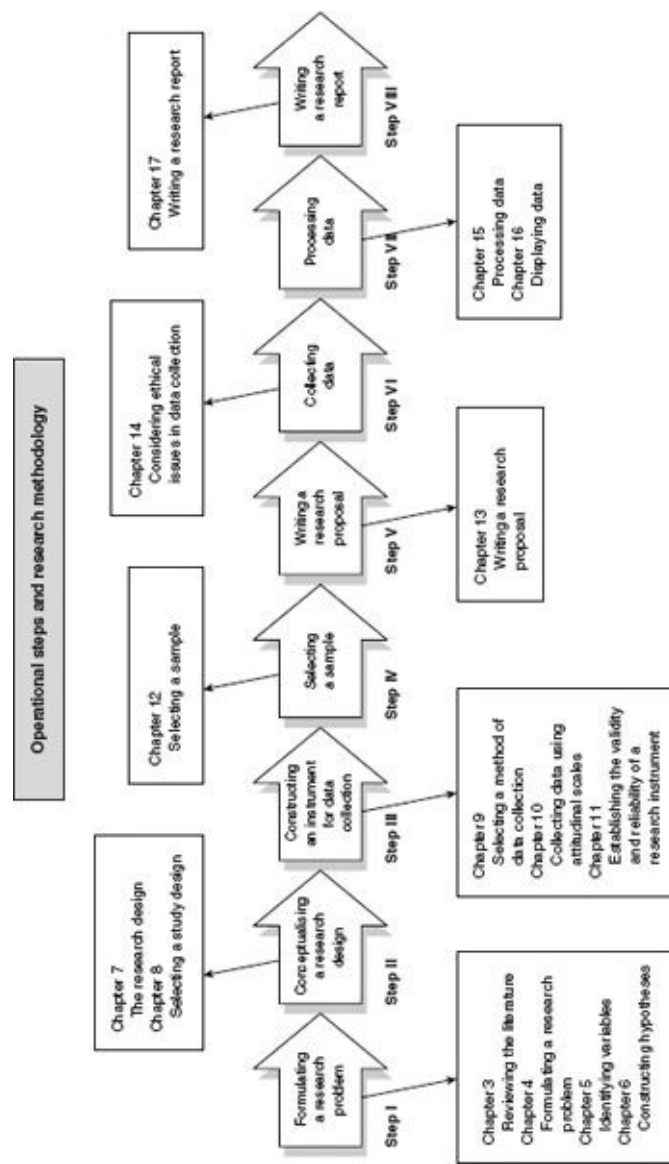 Operational steps and research methodology
Chapter 7
The research design
Chapter 8
Selecting a study design
Chapter 12
Selecting a sample
Chapter 14
Considering ethical
issues in data collection
Chapter 17
Writing a research report
Formulating
a research
problem
Conceptualising
a research
design
Constructing
an instrument
for data
collection
Selecting
a sample
Writing a
research
proposal
Collecting
data
Processing
data
Writing
a research
report
Step I
Step II
Step III
Step IV
Step V
Step VI
Step VII
Step VIII
Chapter 3
Reviewing the literature
Chapter 4
Formulating a research
problem
Chapter 5
Identifying variables
Chapter 6
Constructing hypotheses
Chapter 9
Selecting a method of
data collection
Chapter 10
Collecting data using
attitudinal scales
Chapter 11
Establishing the validity
and reliability of a
research instrument
Chapter 13
Writing a research
proposal
Chapter 15
Processing data
Chapter 16
Displaying data